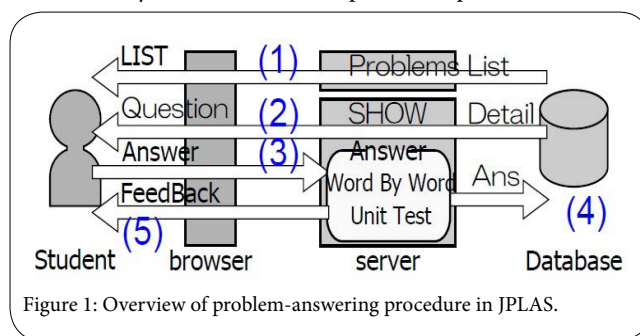 LIST (1) Problems List
Question (2) SHOW Detail
Answer (3) Answer
Word By Word Ans
FeedBack Unit Test
(5) (4)
Student browser server Database
Figure 1: Overview of problem-answering procedure in JPLAS.